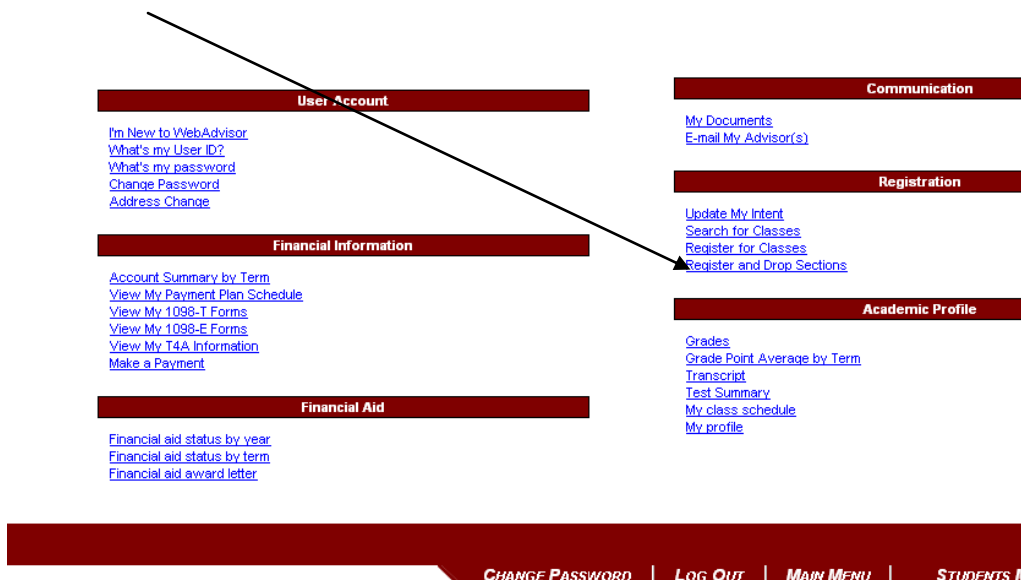 User Account
I'm New to WebAdvisor
What's my User ID?
What's my password
Change Password
Address Change
Financial Information
Account Summary by Term
View My Payment Plan Schedule
View My 1098-T Forms
View My 1098-E Forms
View My T4A Information
Make a Payment
Financial Aid
Financial aid status by year
Financial aid status by term
Financial aid award letter
Communication
My Documents
E-mail My Advisor(s)
Registration
Update My Intent
Search for Classes
Register for Classes
Register and Drop Sections
Academic Profile
Grades
Grade Point Average by Term
Transcript
Test Summary
My class schedule
My profile
CHANGE PASSWORD | LOG OUT | MAIN MENU | STUDENTS